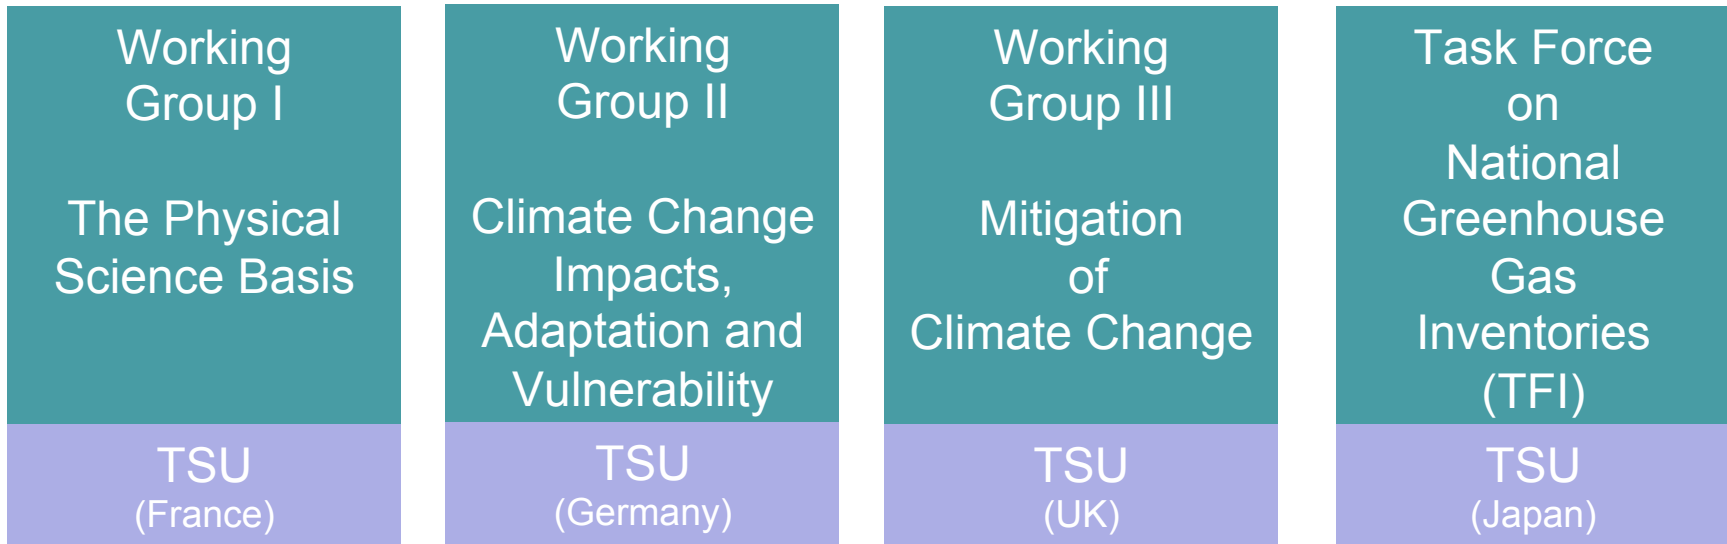 Working
Group I
The Physical
Science Basis
TSU
(France)
Working
Group II
Climate Change
Impacts,
Adaptation and
Vulnerability
TSU
(Germany)
Working
Group III
Mitigation
of
Climate Change
TSU
(UK)
Task Force
on
National
Greenhouse
Gas
Inventories
(TFI)
TSU
(Japan)